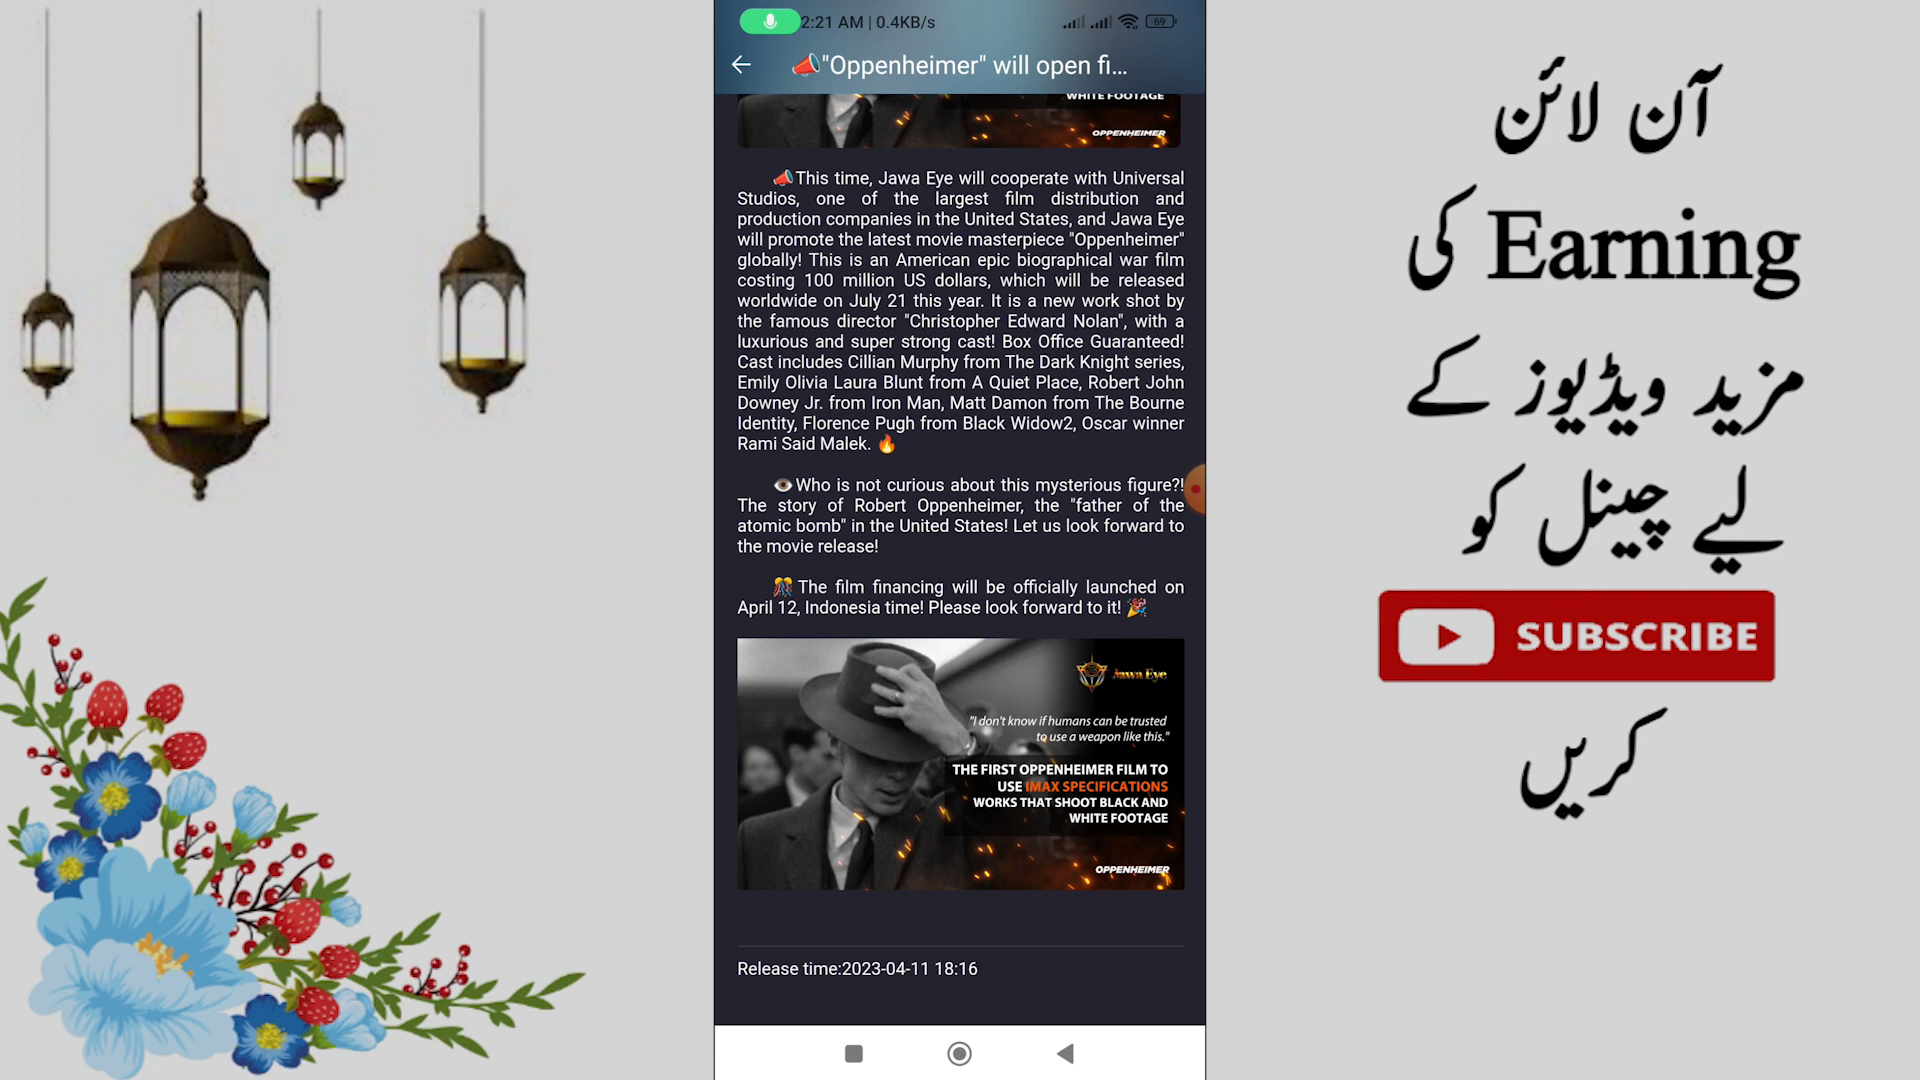 2:21 AM | 0.4KB/s
69
📣"Oppenheimer" will open fi...
WHITE FOOTAGE
OPPENHEIMER
📣This time, Jawa Eye will cooperate with Universal
Studios, one of the largest film distribution and
production companies in the United States, and Jawa Eye
will promote the latest movie masterpiece "Oppenheimer"
globally! This is an American epic biographical war film
costing 100 million US dollars, which will be released
worldwide on July 21 this year. It is a new work shot by
the famous director "Christopher Edward Nolan", with a
luxurious and super strong cast! Box Office Guaranteed!
Cast includes Cillian Murphy from The Dark Knight series,
Emily Olivia Laura Blunt from A Quiet Place, Robert John
Downey Jr. from Iron Man, Matt Damon from The Bourne
Identity, Florence Pugh from Black Widow2, Oscar winner
Rami Said Malek. 🔥
👁️Who is not curious about this mysterious figure?!
The story of Robert Oppenheimer, the "father of the
atomic bomb" in the United States! Let us look forward to
the movie release!
🎊The film financing will be officially launched on
April 12, Indonesia time! Please look forward to it! 🎉
Jawa Eye
"I don't know if humans can be trusted
to use a weapon like this."
THE FIRST OPPENHEIMER FILM TO
USE IMAX SPECIFICATIONS
WORKS THAT SHOOT BLACK AND
WHITE FOOTAGE
OPPENHEIMER
Release time:2023-04-11 18:16
آن لائن
Earning کی
مزید ویڈیوز کے
لیے چینل کو
SUBSCRIBE
کریں